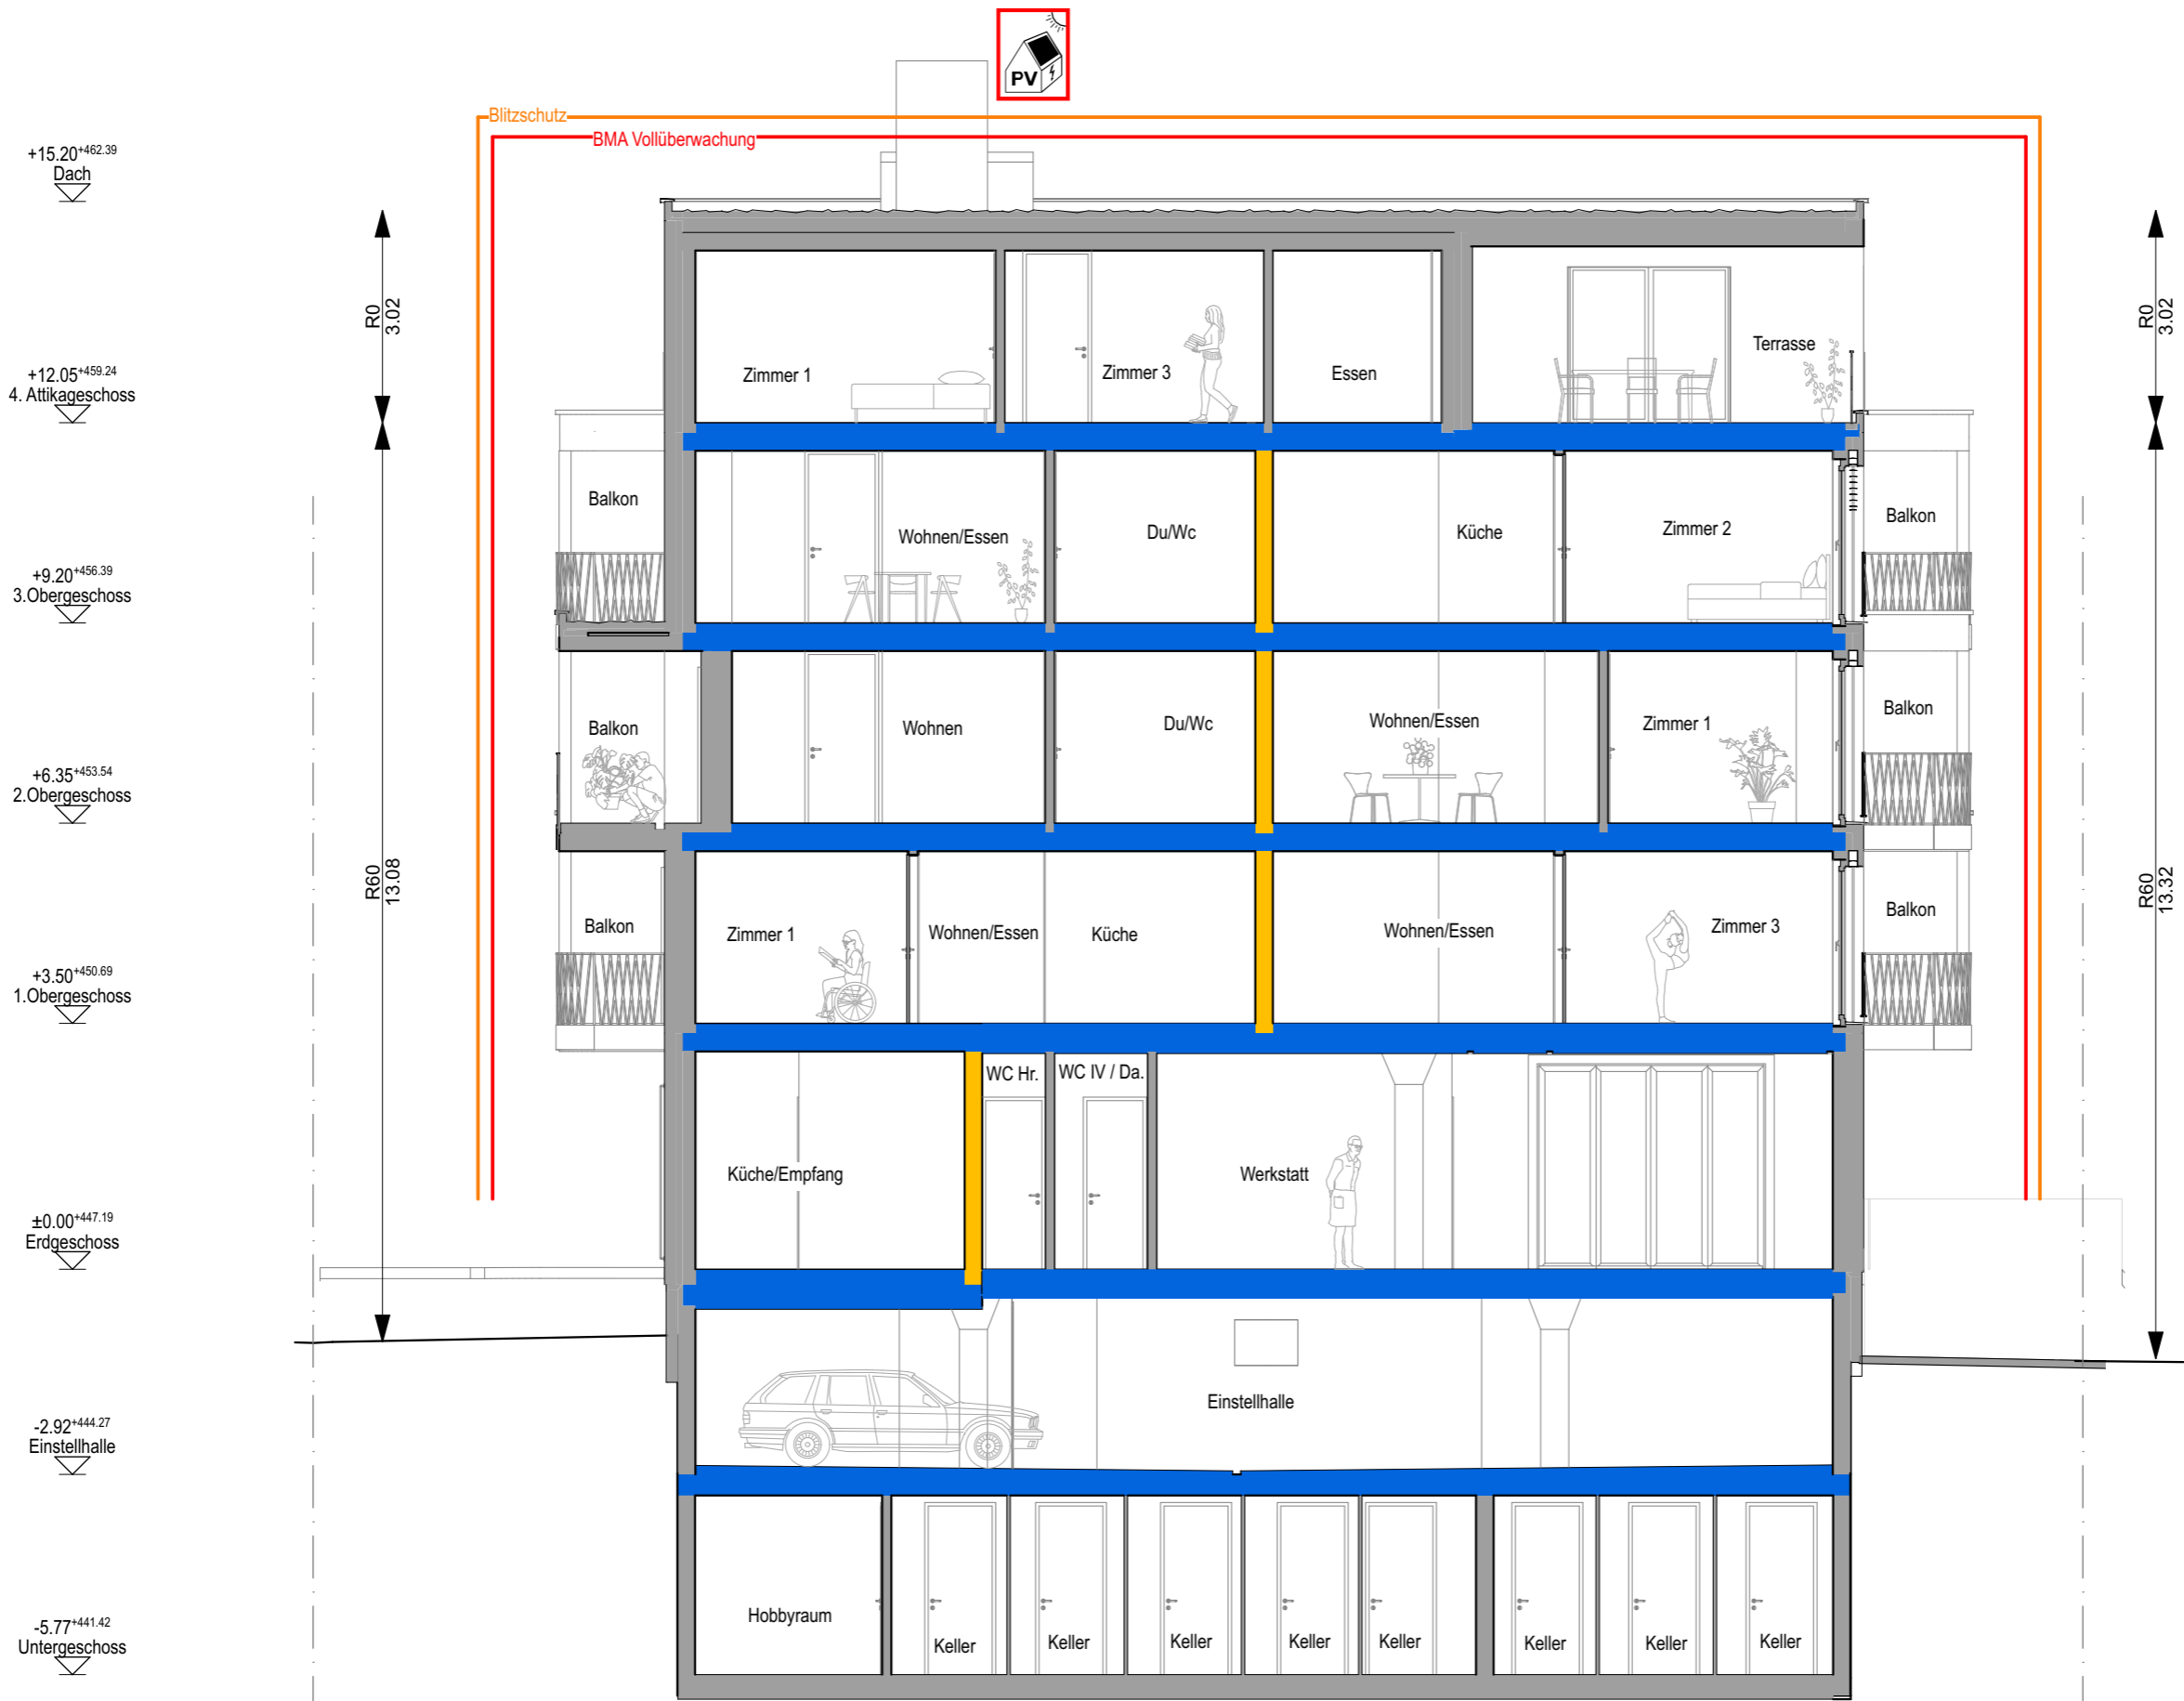 PV
Blitzschutz
BMA Vollüberwachung
+15.20+462.39
Dach
R0
3.02
R0
3.02
Zimmer 1
Zimmer 3
Essen
Terrasse
+12.05+459.24
4. Attikageschoss
Balkon
Wohnen/Essen
Du/Wc
Küche
Zimmer 2
Balkon
+9.20+456.39
3.Obergeschoss
Balkon
Wohnen
Du/Wc
Wohnen/Essen
Zimmer 1
Balkon
+6.35+453.54
2.Obergeschoss
R60
13.08
R60
13.32
Balkon
Zimmer 1
Wohnen/Essen
Küche
Wohnen/Essen
Zimmer 3
Balkon
+3.50+450.69
1.Obergeschoss
WC Hr.
WC IV / Da.
Küche/Empfang
Werkstatt
±0.00+447.19
Erdgeschoss
Einstellhalle
-2.92+444.27
Einstellhalle
Hobbyraum
Keller
Keller
Keller
Keller
Keller
Keller
Keller
Keller
-5.77+441.42
Untergeschoss